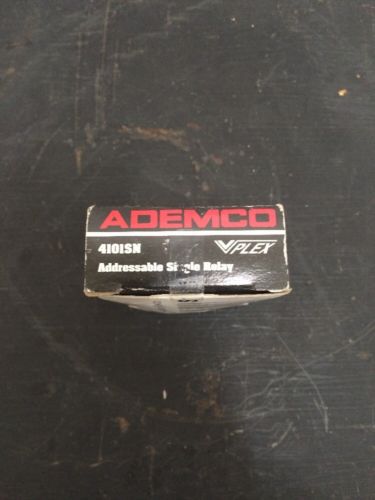 ADEMCO
4101SN VPLEX
Addressable Single Relay